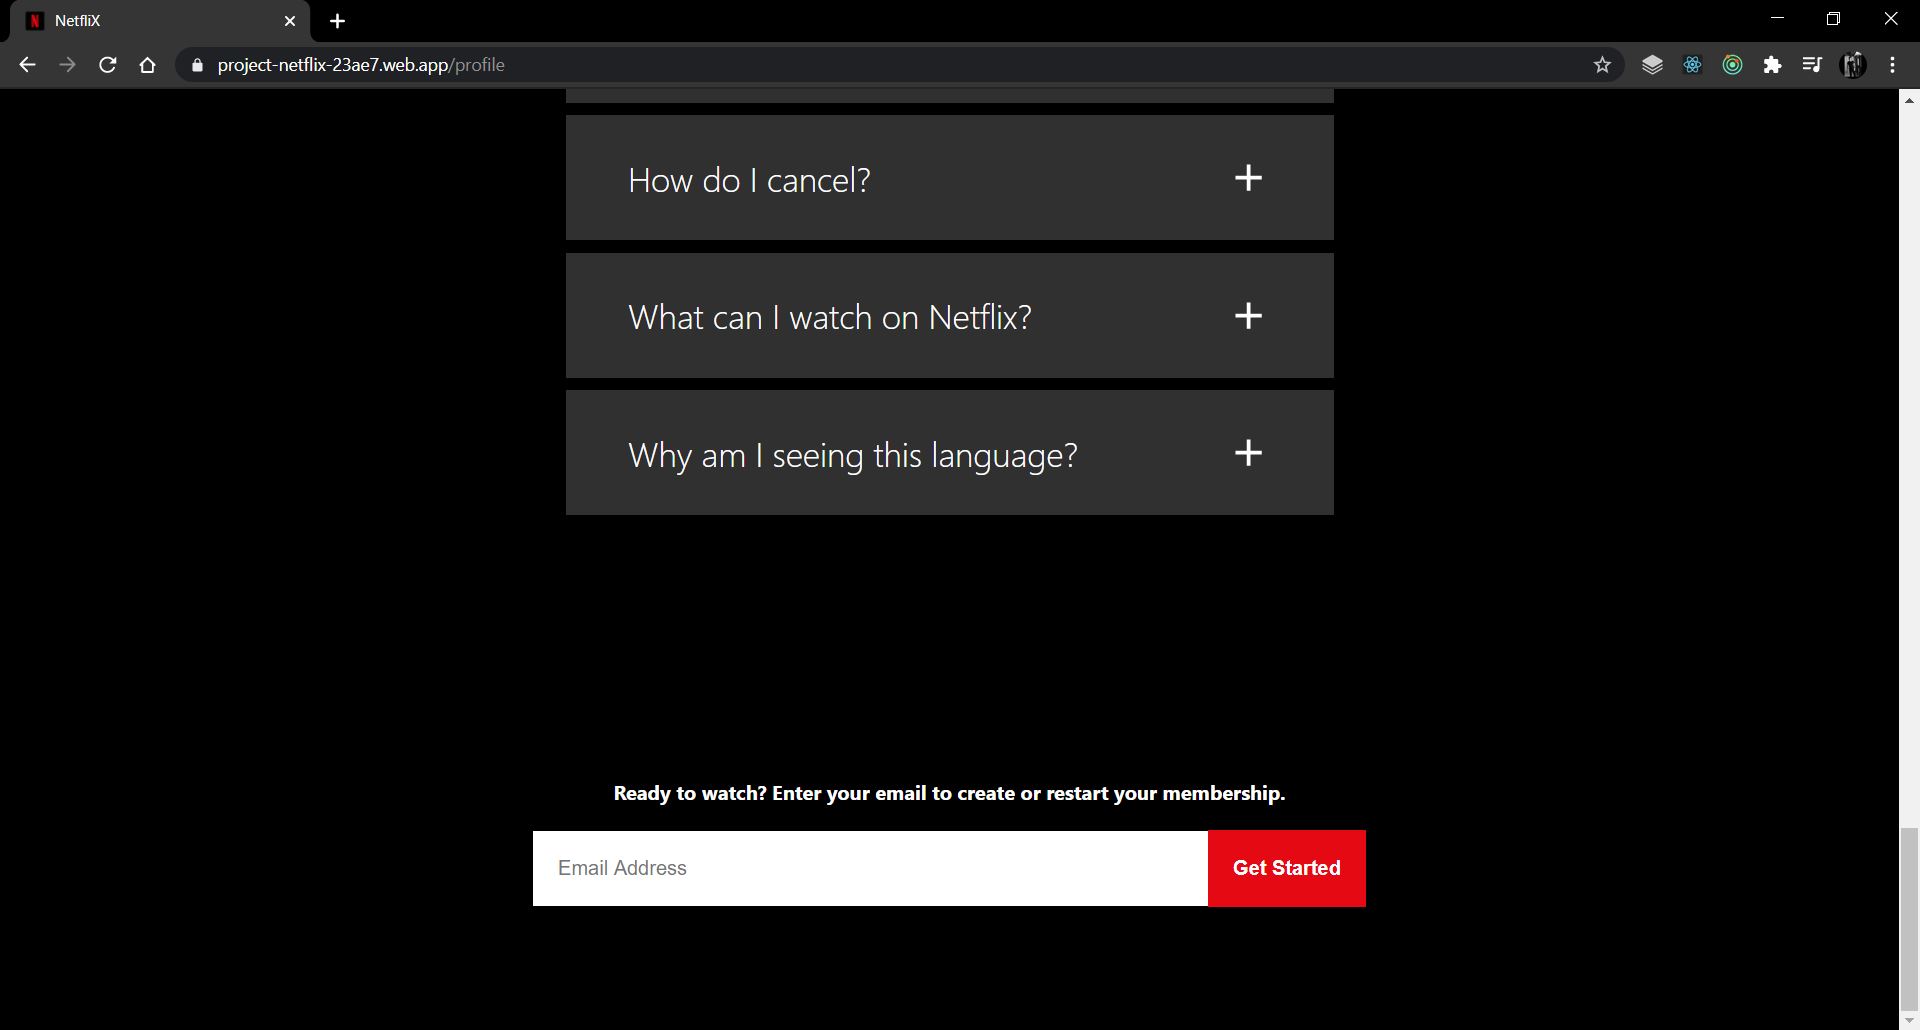 NetfliX
project-netflix-23ae7.web.app/profile
How do I cancel?
What can I watch on Netflix?
Why am I seeing this language?
Ready to watch? Enter your email to create or restart your membership.
Email Address
Get Started